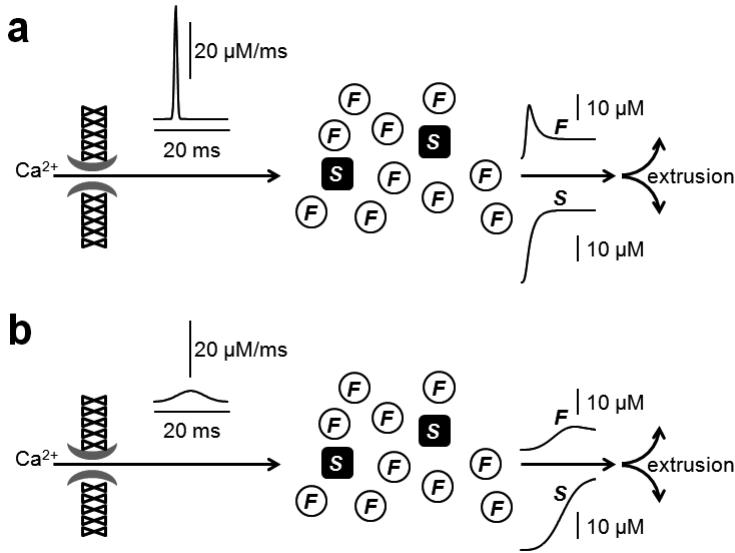 a
20 µM/ms
20 ms
Ca²⁺
F F
F F S
S F F
F
F F F
10 µM
F
extrusion
S
10 µM
b
20 µM/ms
20 ms
Ca²⁺
F F
F F S
S F F
F
F F F
10 µM
F
extrusion
S
10 µM